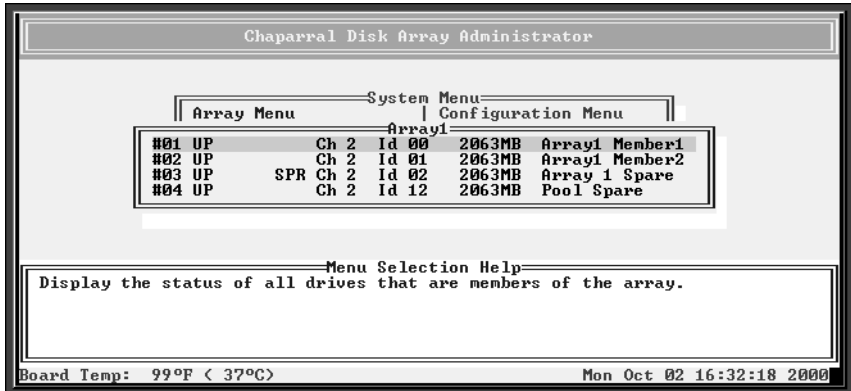 Chaparral Disk Array Administrator
System Menu
Array Menu | Configuration Menu
Array1
#01 UP Ch 2 Id 00 2063MB Array1 Member1
#02 UP Ch 2 Id 01 2063MB Array1 Member2
#03 UP SPR Ch 2 Id 02 2063MB Array 1 Spare
#04 UP Ch 2 Id 12 2063MB Pool Spare
Menu Selection Help
Display the status of all drives that are members of the array.
Board Temp: 99°F ( 37°C) Mon Oct 02 16:32:18 2000